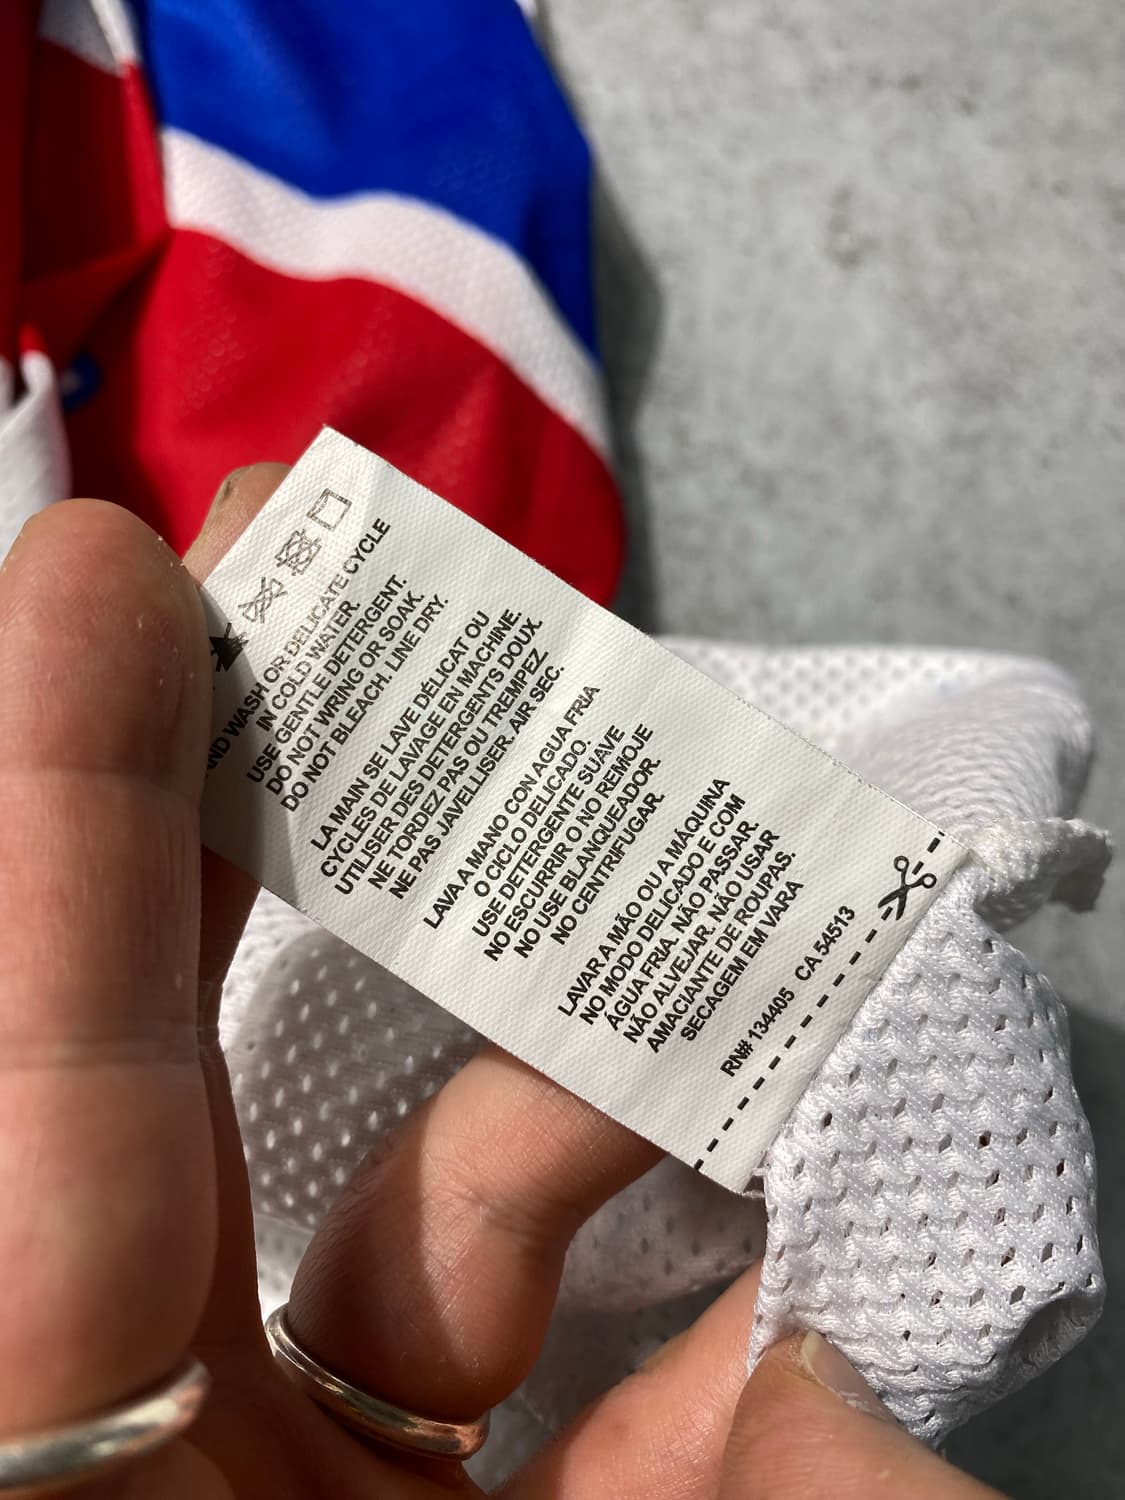 AND WASH OR DELICATE CYCLE
IN COLD WATER.
USE GENTLE DETERGENT.
DO NOT WRING OR SOAK.
DO NOT BLEACH. LINE DRY.
LA MAIN SE LAVE DÉLICAT OU
CYCLES DE LAVAGE EN MACHINE.
UTILISER DES DETERGENTS DOUX.
NE TORDEZ PAS OU TREMPEZ
NE PAS JAVELLISER. AIR SEC.
LAVA A MANO CON AGUA FRIA
O CICLO DELICADO.
USE DETERGENTE SUAVE
NO ESCURRIR O NO REMOJE
NO USE BLANQUEADOR.
NO CENTRIFUGAR.
LAVAR A MÃO OU A MÁQUINA
NO MODO DELICADO E COM
ÁGUA FRIA. NÃO PASSAR.
NÃO ALVEJAR. NÃO USAR
AMACIANTE DE ROUPAS.
SECAGEM EM VARA
RN# 134405 CA 54513